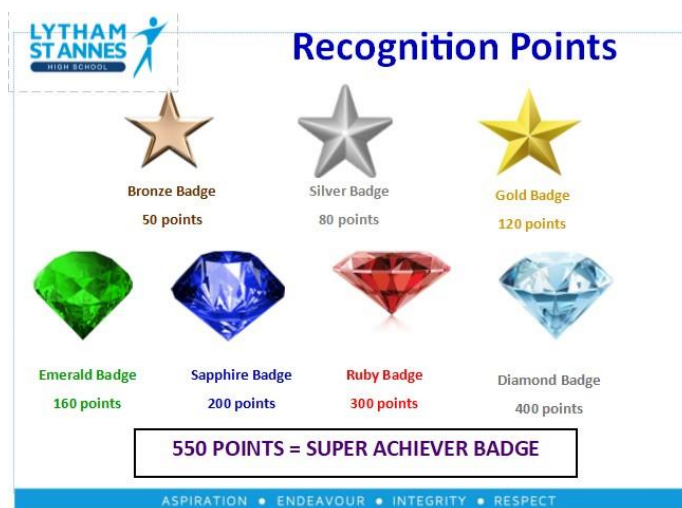 LYTHAM
ST ANNES
HIGH SCHOOL
Recognition Points
Bronze Badge
50 points
Silver Badge
80 points
Gold Badge
120 points
Emerald Badge
160 points
Sapphire Badge
200 points
Ruby Badge
300 points
Diamond Badge
400 points
550 POINTS = SUPER ACHIEVER BADGE
ASPIRATION • ENDEAVOUR • INTEGRITY • RESPECT